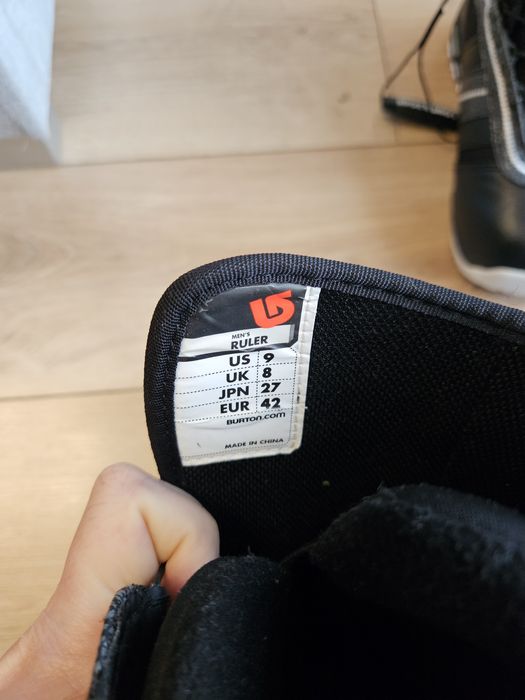 MEN'S
RULER
US 9
UK 8
JPN 27
EUR 42
BURTON.COM
MADE IN CHINA